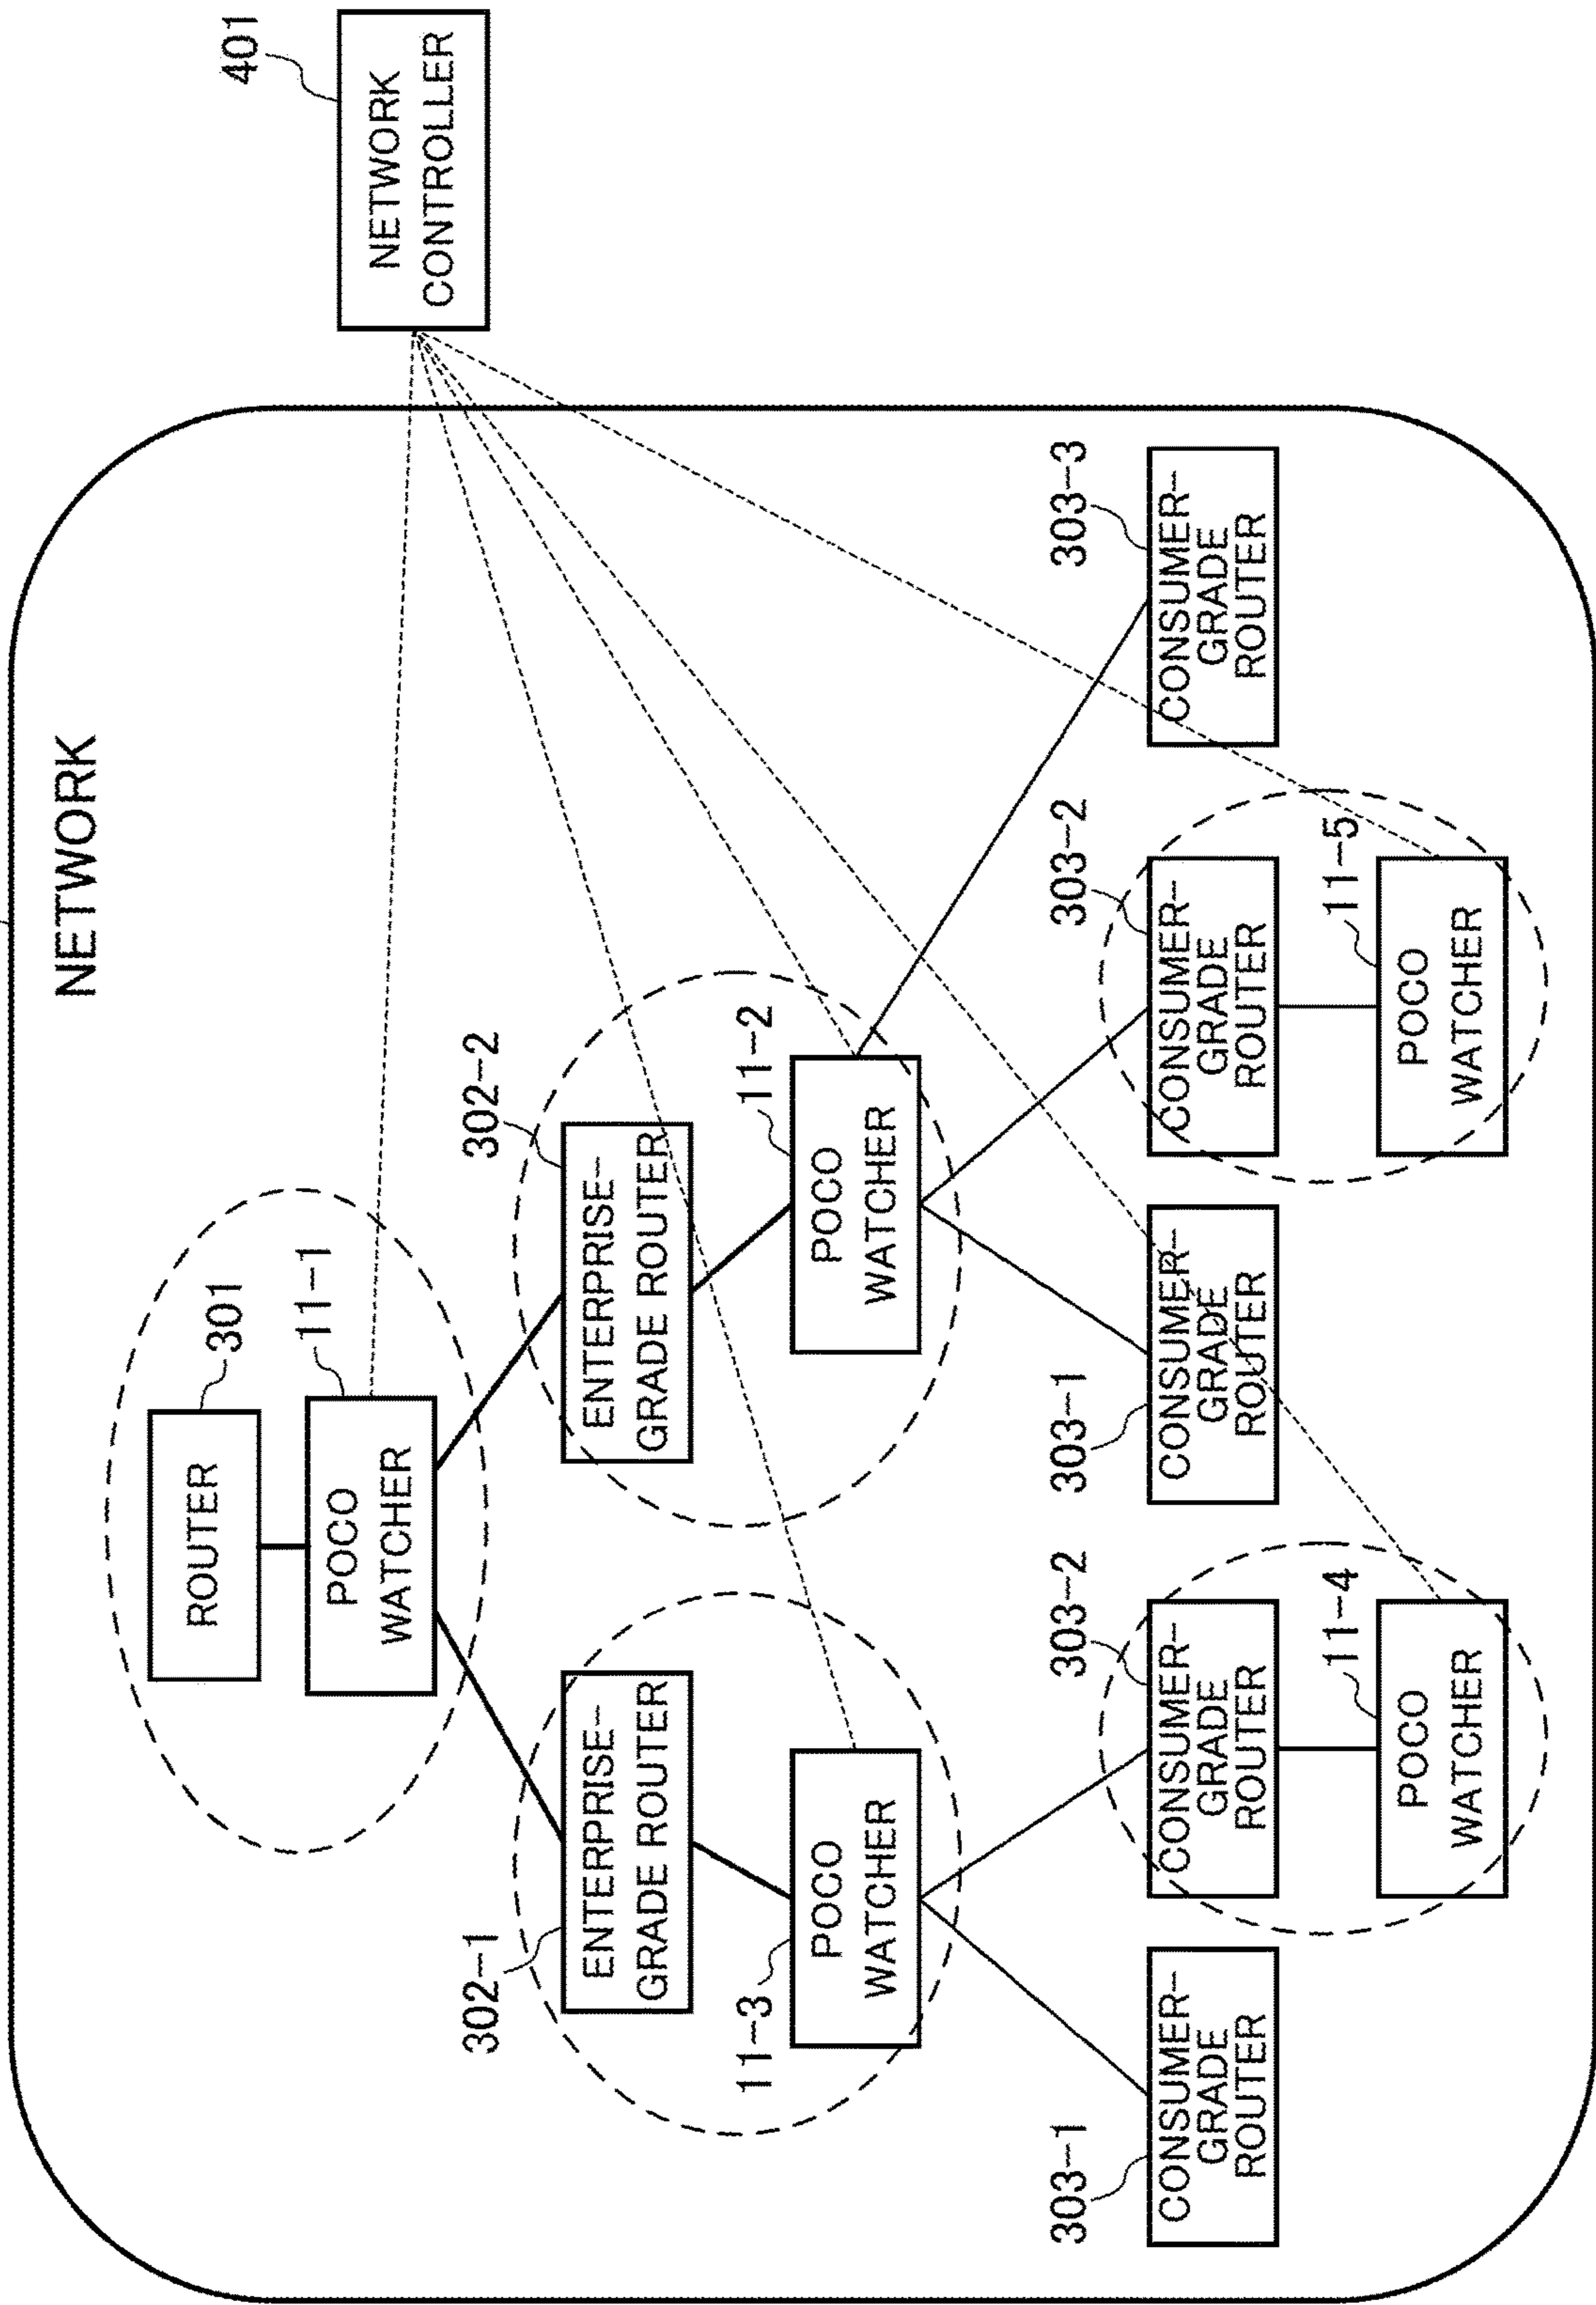 NETWORK
401
NETWORK
CONTROLLER
301
ROUTER
11-1
POCO
WATCHER
302-1
ENTERPRISE-
GRADE ROUTER
302-2
ENTERPRISE-
GRADE ROUTER
11-3
POCO
WATCHER
11-2
POCO
WATCHER
303-1
CONSUMER-
GRADE
ROUTER
303-2
CONSUMER-
GRADE
ROUTER
303-1
CONSUMER-
GRADE
ROUTER
303-2
CONSUMER-
GRADE
ROUTER
303-3
CONSUMER-
GRADE
ROUTER
11-4
POCO
WATCHER
11-5
POCO
WATCHER